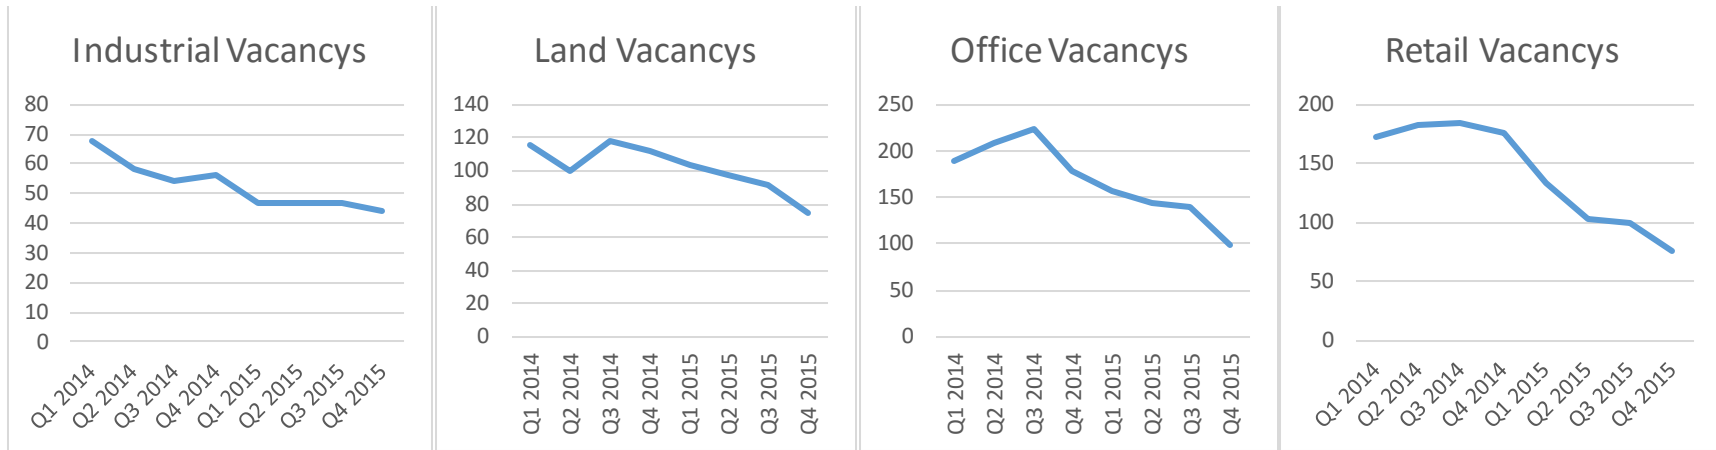 Industrial Vacancys
80
70
60
50
40
30
20
10
0
Q1 2014
Q2 2014
Q3 2014
Q4 2014
Q1 2015
Q2 2015
Q3 2015
Q4 2015
Land Vacancys
140
120
100
80
60
40
20
0
Q1 2014
Q2 2014
Q3 2014
Q4 2014
Q1 2015
Q2 2015
Q3 2015
Q4 2015
Office Vacancys
250
200
150
100
50
0
Q1 2014
Q2 2014
Q3 2014
Q4 2014
Q1 2015
Q2 2015
Q3 2015
Q4 2015
Retail Vacancys
200
150
100
50
0
Q1 2014
Q2 2014
Q3 2014
Q4 2014
Q1 2015
Q2 2015
Q3 2015
Q4 2015